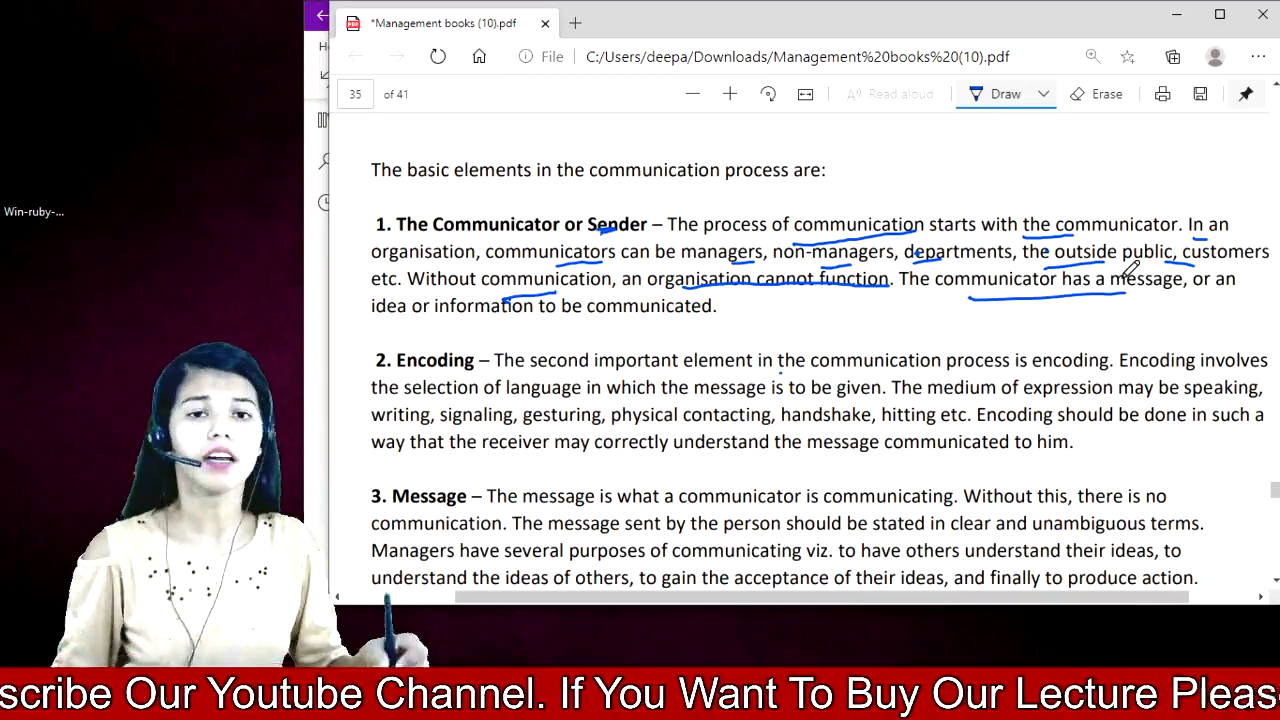 *Management books (10).pdf
File
C:/Users/deepa/Downloads/Management%20books%20(10).pdf
35 of 41
Read aloud
Draw
Erase
The basic elements in the communication process are:
1. The Communicator or Sender – The process of communication starts with the communicator. In an
organisation, communicators can be managers, non-managers, departments, the outside public, customers
etc. Without communication, an organisation cannot function. The communicator has a message, or an
idea or information to be communicated.
2. Encoding – The second important element in the communication process is encoding. Encoding involves
the selection of language in which the message is to be given. The medium of expression may be speaking,
writing, signaling, gesturing, physical contacting, handshake, hitting etc. Encoding should be done in such a
way that the receiver may correctly understand the message communicated to him.
3. Message – The message is what a communicator is communicating. Without this, there is no
communication. The message sent by the person should be stated in clear and unambiguous terms.
Managers have several purposes of communicating viz. to have others understand their ideas, to
understand the ideas of others, to gain the acceptance of their ideas, and finally to produce action.
Win-ruby-...
scribe Our Youtube Channel. If You Want To Buy Our Lecture Pleas